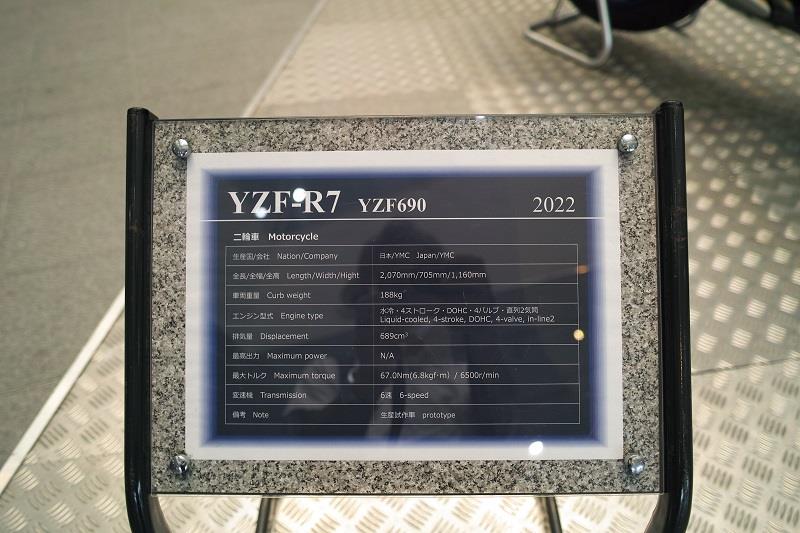 YZF-R7 YZF690 2022
二輪車 Motorcycle
生産国/会社 Nation/Company 日本/YMC Japan/YMC
全長/全幅/全高 Length/Width/Hight 2,070mm/705mm/1,160mm
車両重量 Curb weight 188kg
エンジン型式 Engine type 水冷・4ストローク・DOHC・4バルブ・直列2気筒
Liquid-cooled, 4-stroke, DOHC, 4-valve, in-line2
排気量 Displacement 689cm³
最高出力 Maximum power N/A
最大トルク Maximum torque 67.0Nm(6.8kgf·m) / 6500r/min
変速機 Transmission 6速 6-speed
備考 Note 生産試作車 prototype